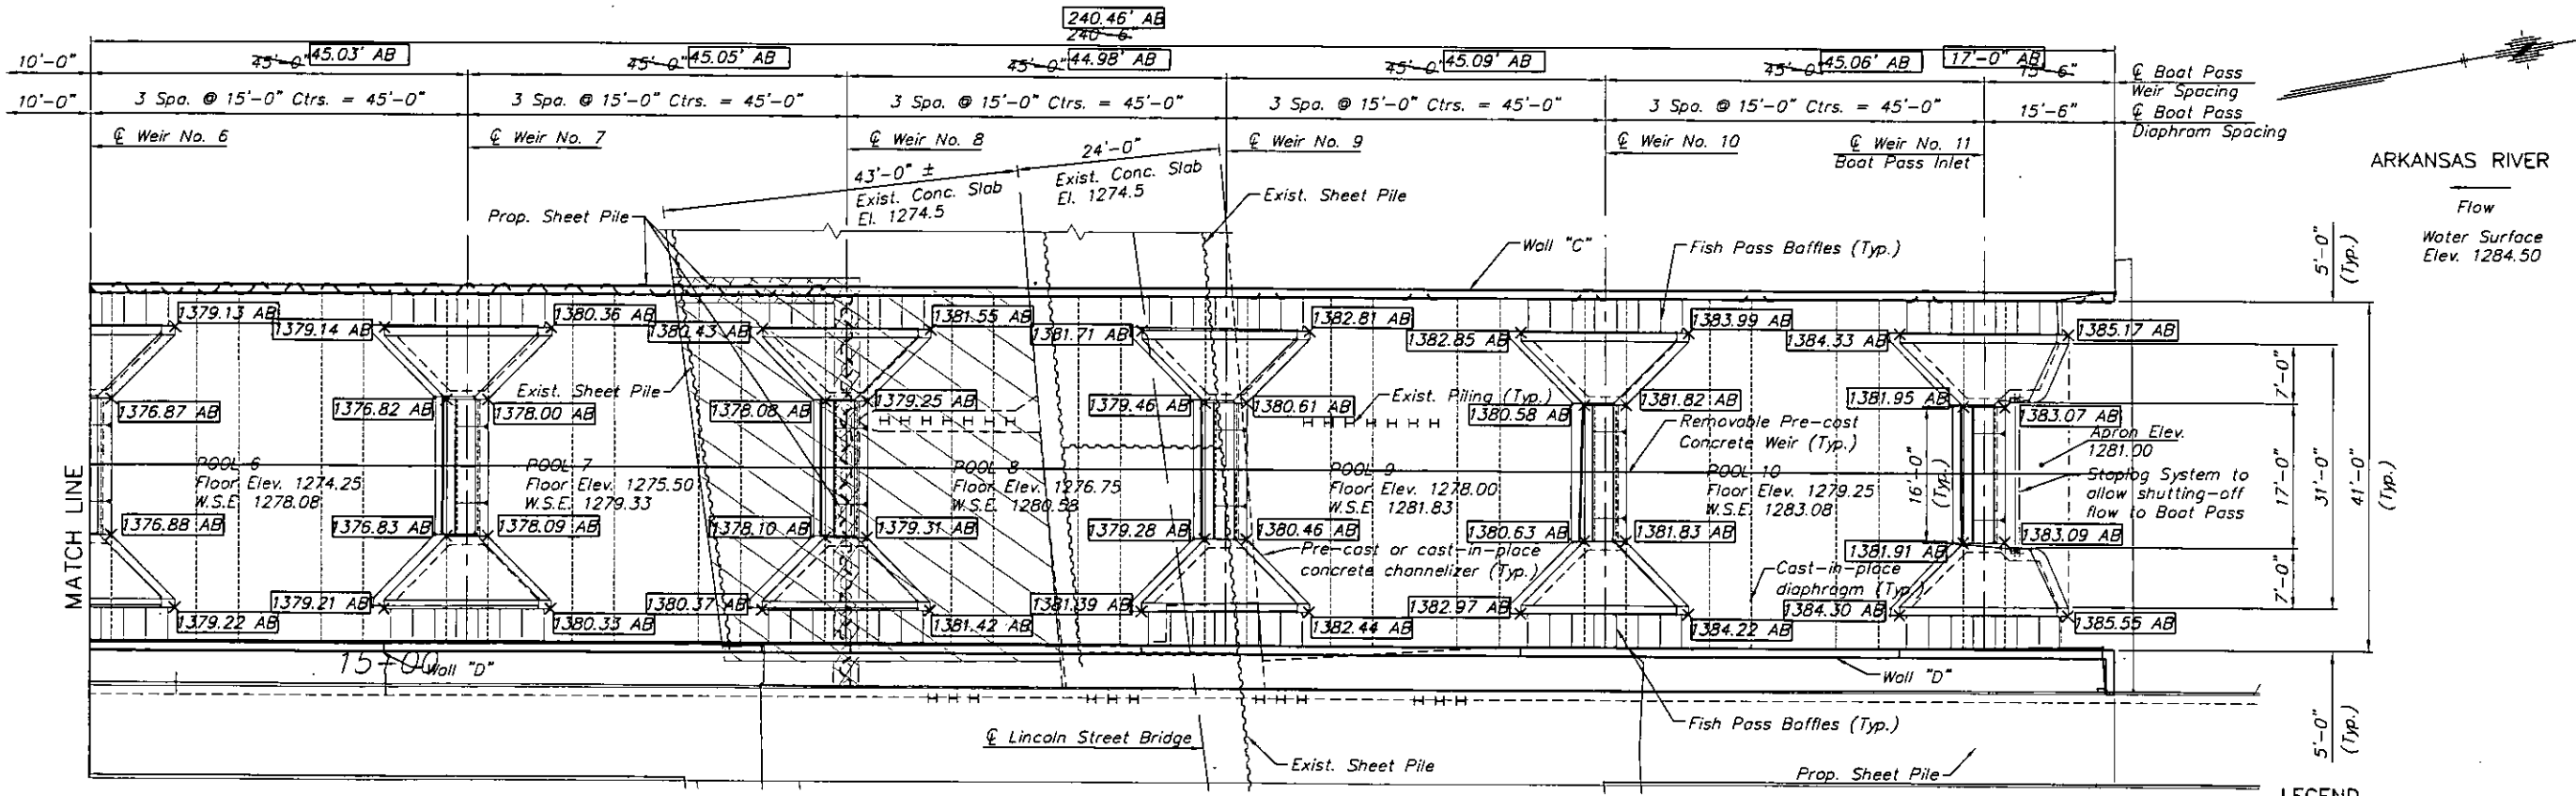 240.46' AB
240'-6"
10'-0" 45'-0" 45.03' AB 45'-0" 45.05' AB 45'-0" 44.98' AB 45'-0" 45.09' AB 45'-0" 45.06' AB 17'-0" AB 15'-6"
℄ Boat Pass
Weir Spacing
10'-0" 3 Spa. @ 15'-0" Ctrs. = 45'-0" 3 Spa. @ 15'-0" Ctrs. = 45'-0" 3 Spa. @ 15'-0" Ctrs. = 45'-0" 3 Spa. @ 15'-0" Ctrs. = 45'-0" 3 Spa. @ 15'-0" Ctrs. = 45'-0" 15'-6"
℄ Boat Pass
Diaphram Spacing
℄ Weir No. 6
℄ Weir No. 7
℄ Weir No. 8
℄ Weir No. 9
℄ Weir No. 10
℄ Weir No. 11
Boat Pass Inlet
ARKANSAS RIVER
Flow
Water Surface
Elev. 1284.50
43'-0" ±
Exist. Conc. Slab
El. 1274.5
24'-0"
Exist. Conc. Slab
El. 1274.5
Exist. Sheet Pile
Prop. Sheet Pile
Wall "C"
Fish Pass Baffles (Typ.)
5'-0"
(Typ.)
1379.13 AB
1379.14 AB
1380.36 AB
1380.43 AB
1381.55 AB
1381.71 AB
1382.81 AB
1382.85 AB
1383.99 AB
1384.33 AB
1385.17 AB
Exist. Sheet Pile
Exist. Piling (Typ.)
1376.87 AB
1376.82 AB
1378.00 AB
1378.08 AB
1379.25 AB
1379.46 AB
1380.61 AB
1380.58 AB
1381.82 AB
1381.95 AB
1383.07 AB
Removable Pre-cast
Concrete Weir (Typ.)
Apron Elev.
1281.00
Stoplog System to
allow shutting-off
flow to Boat Pass
16'-0"
(Typ.)
7'-0"
17'-0"
7'-0"
31'-0"
41'-0"
(Typ.)
MATCH LINE
POOL 6
Floor Elev. 1274.25
W.S.E. 1278.08
POOL 7
Floor Elev. 1275.50
W.S.E. 1279.33
POOL 8
Floor Elev. 1276.75
W.S.E. 1280.58
POOL 9
Floor Elev. 1278.00
W.S.E. 1281.83
POOL 10
Floor Elev. 1279.25
W.S.E. 1283.08
1376.88 AB
1376.83 AB
1378.09 AB
1378.10 AB
1379.31 AB
1379.28 AB
1380.46 AB
1380.63 AB
1381.83 AB
1381.91 AB
1383.09 AB
Pre-cast or cast-in-place
concrete channelizer (Typ.)
Cast-in-place
diaphragm (Typ.)
1379.22 AB
1379.21 AB
1380.33 AB
1380.37 AB
1381.42 AB
1381.39 AB
1382.44 AB
1382.97 AB
1384.22 AB
1384.30 AB
1385.55 AB
15+00
Wall "D"
Wall "D"
℄ Lincoln Street Bridge
Exist. Sheet Pile
Fish Pass Baffles (Typ.)
Prop. Sheet Pile
5'-0"
(Typ.)
LEGEND